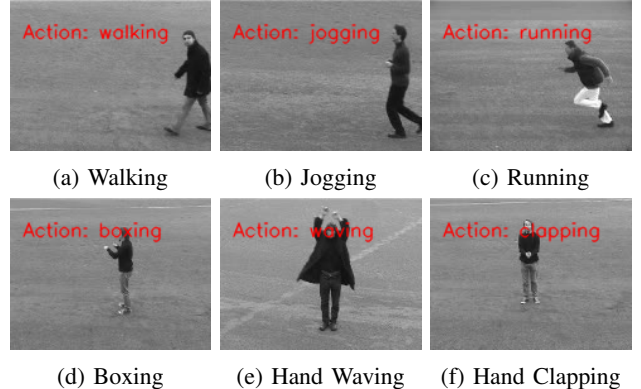 Action: walking
Action: jogging
Action: running
(a) Walking
(b) Jogging
(c) Running
Action: boxing
Action: waving
Action: clapping
(d) Boxing
(e) Hand Waving
(f) Hand Clapping